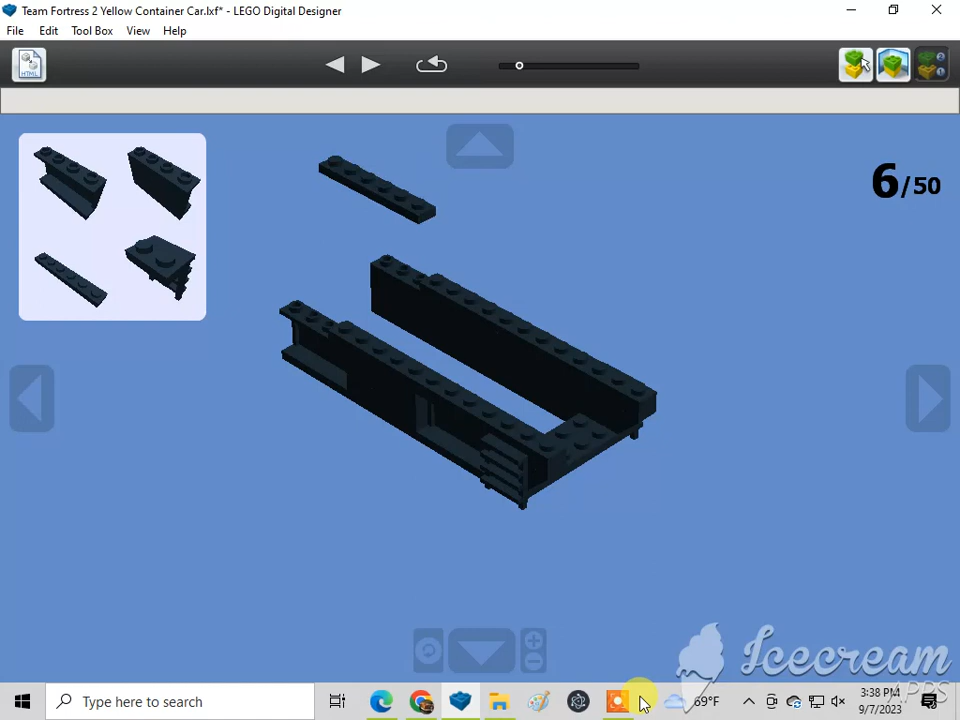 Team Fortress 2 Yellow Container Car.lxf* - LEGO Digital Designer
File Edit Tool Box View Help
HTML
6/50
Type here to search
69°F
3:38 PM
9/7/2023
Icecream
APPS